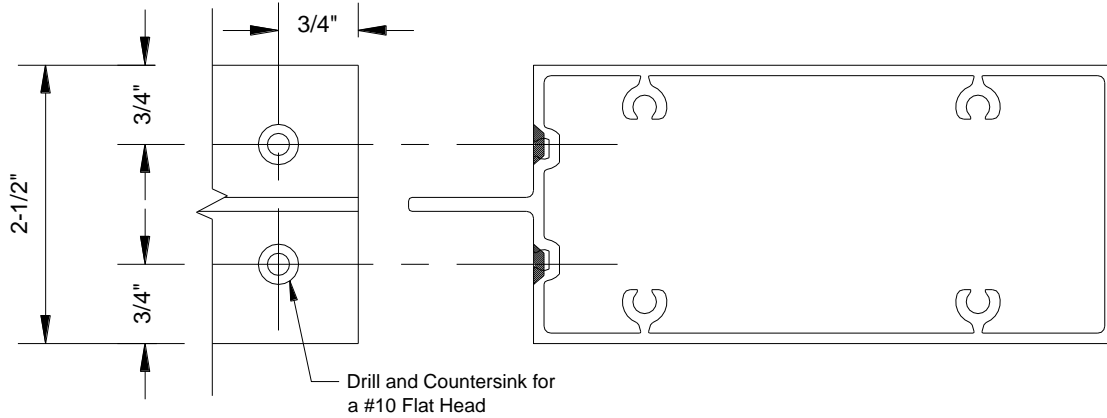 3/4"
3/4"
2-1/2"
3/4"
Drill and Countersink for
a #10 Flat Head